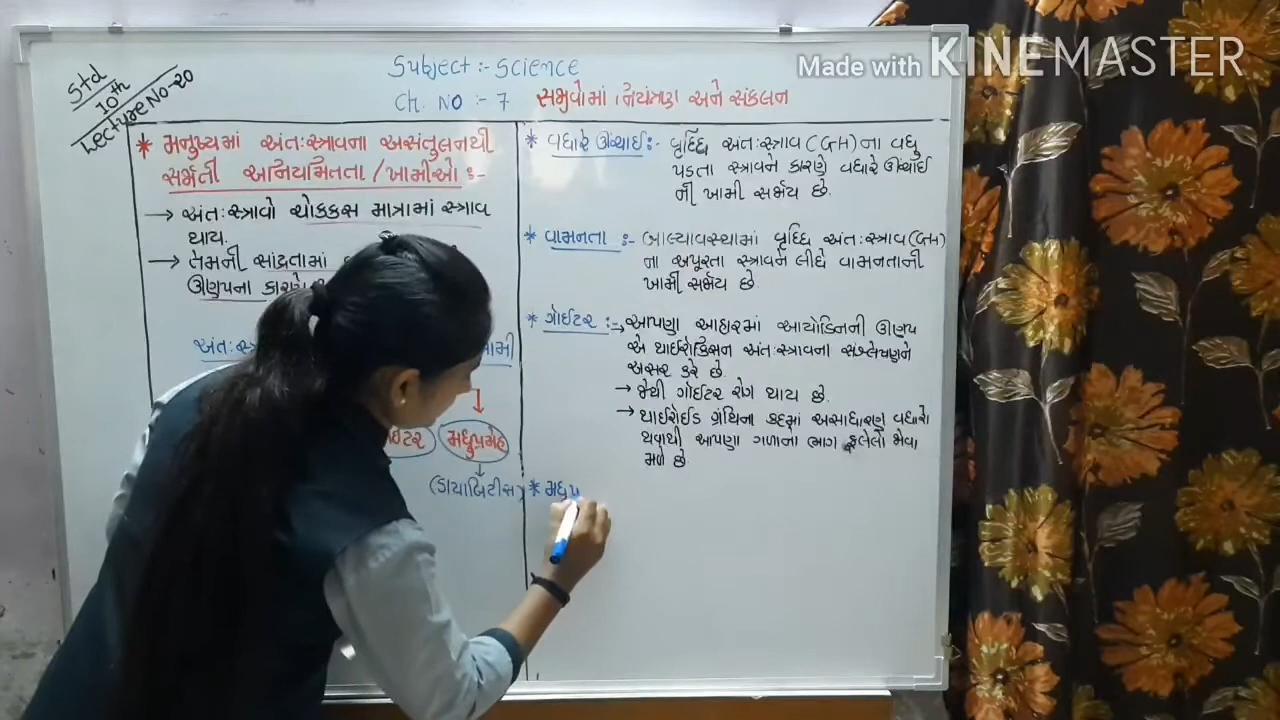 Made with KINEMASTER
Std 10th
Lecture No-20
Subject :- Science
Ch. No :- 7 સજીવોમાં નિયંત્રણ અને સંકલન
* મનુષ્યમાં અંતઃસ્ત્રાવના અસંતુલનથી
સર્જાતી અનિયમિતતા / ખામીઓ :-
→ અંતઃસ્ત્રાવો ચોકકસ માત્રામાં સ્ત્રાવ
થાય.
→ તેમની સાંદ્રતામાં
ઊણપના કારણે
ખામી
મધુપ્રમેહ
(ડાયાબિટીસ)
* વધારે ઊંચાઈ :- વૃદ્ધિ અંતઃસ્ત્રાવ (GH) ના વધુ
પડતા સ્ત્રાવને કારણે વધારે ઊંચાઈ
ની ખામી સર્જાય છે.
* વામનતા :- બાલ્યાવસ્થામાં વૃદ્ધિ અંતઃસ્ત્રાવ (GH)
ના અપૂરતા સ્ત્રાવને લીધે વામનતાની
ખામી સર્જાય છે.
* ગોઈટર :- → આપણા આહારમાં આયોડિનની ઊણપ
એ થાઈરોક્સિન અંતઃસ્ત્રાવના સંશ્લેષણને
અસર કરે છે.
→ જેથી ગોઈટર રોગ થાય છે.
→ થાઈરોઈડ ગ્રંથિના કદમાં અસાધારણ વધારો
થવાથી આપણા ગળાના ભાગ ફૂલેલો જોવા
મળે છે.
* મધુપ